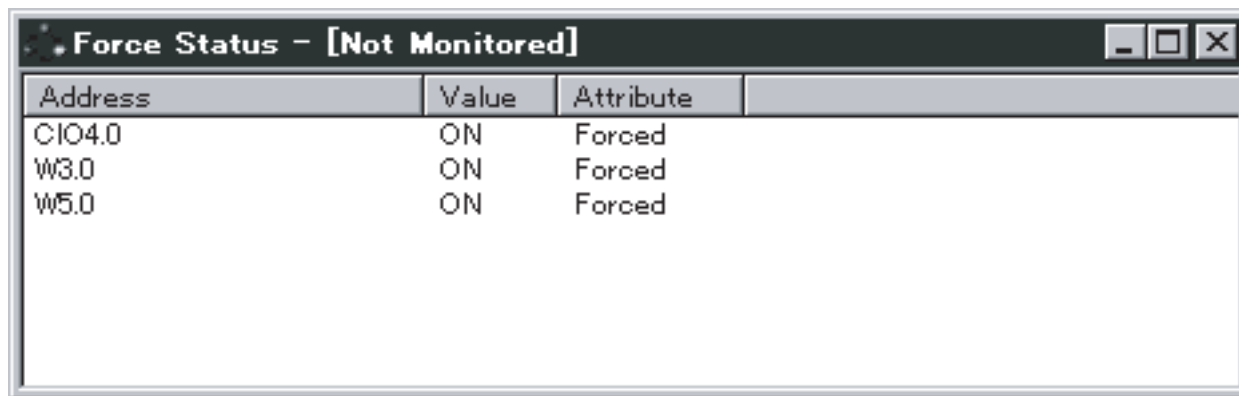 Force Status - [Not Monitored]
Address Value Attribute
CIO4.0 ON Forced
W3.0 ON Forced
W5.0 ON Forced